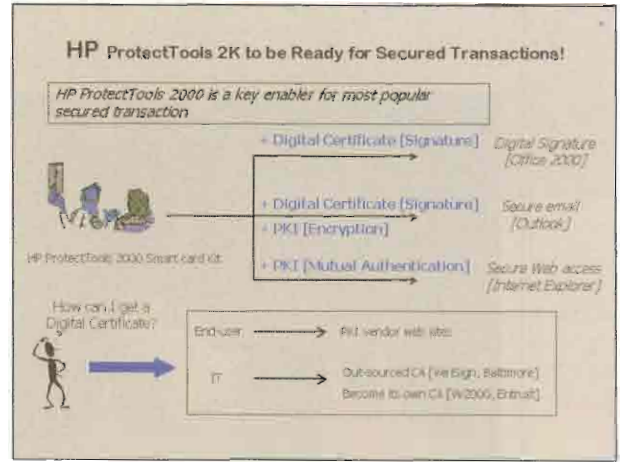 HP ProtectTools 2K to be Ready for Secured Transactions!
HP ProtectTools 2000 is a key enabler for most popular
secured transaction
+ Digital Certificate [Signature]
Digital Signature
[Office 2000]
+ Digital Certificate [Signature]
+ PKI [Encryption]
Secure email
[Outlook]
HP ProtectTools 2000 Smart card Kit
+ PKI [Mutual Authentication]
Secure Web access
[Internet Explorer]
How can I get a
Digital Certificate?
End-user
PKI vendor web sites
IT
Out-sourced CA [VeriSign, Baltimore]
Become its own CA [W2000, Entrust]